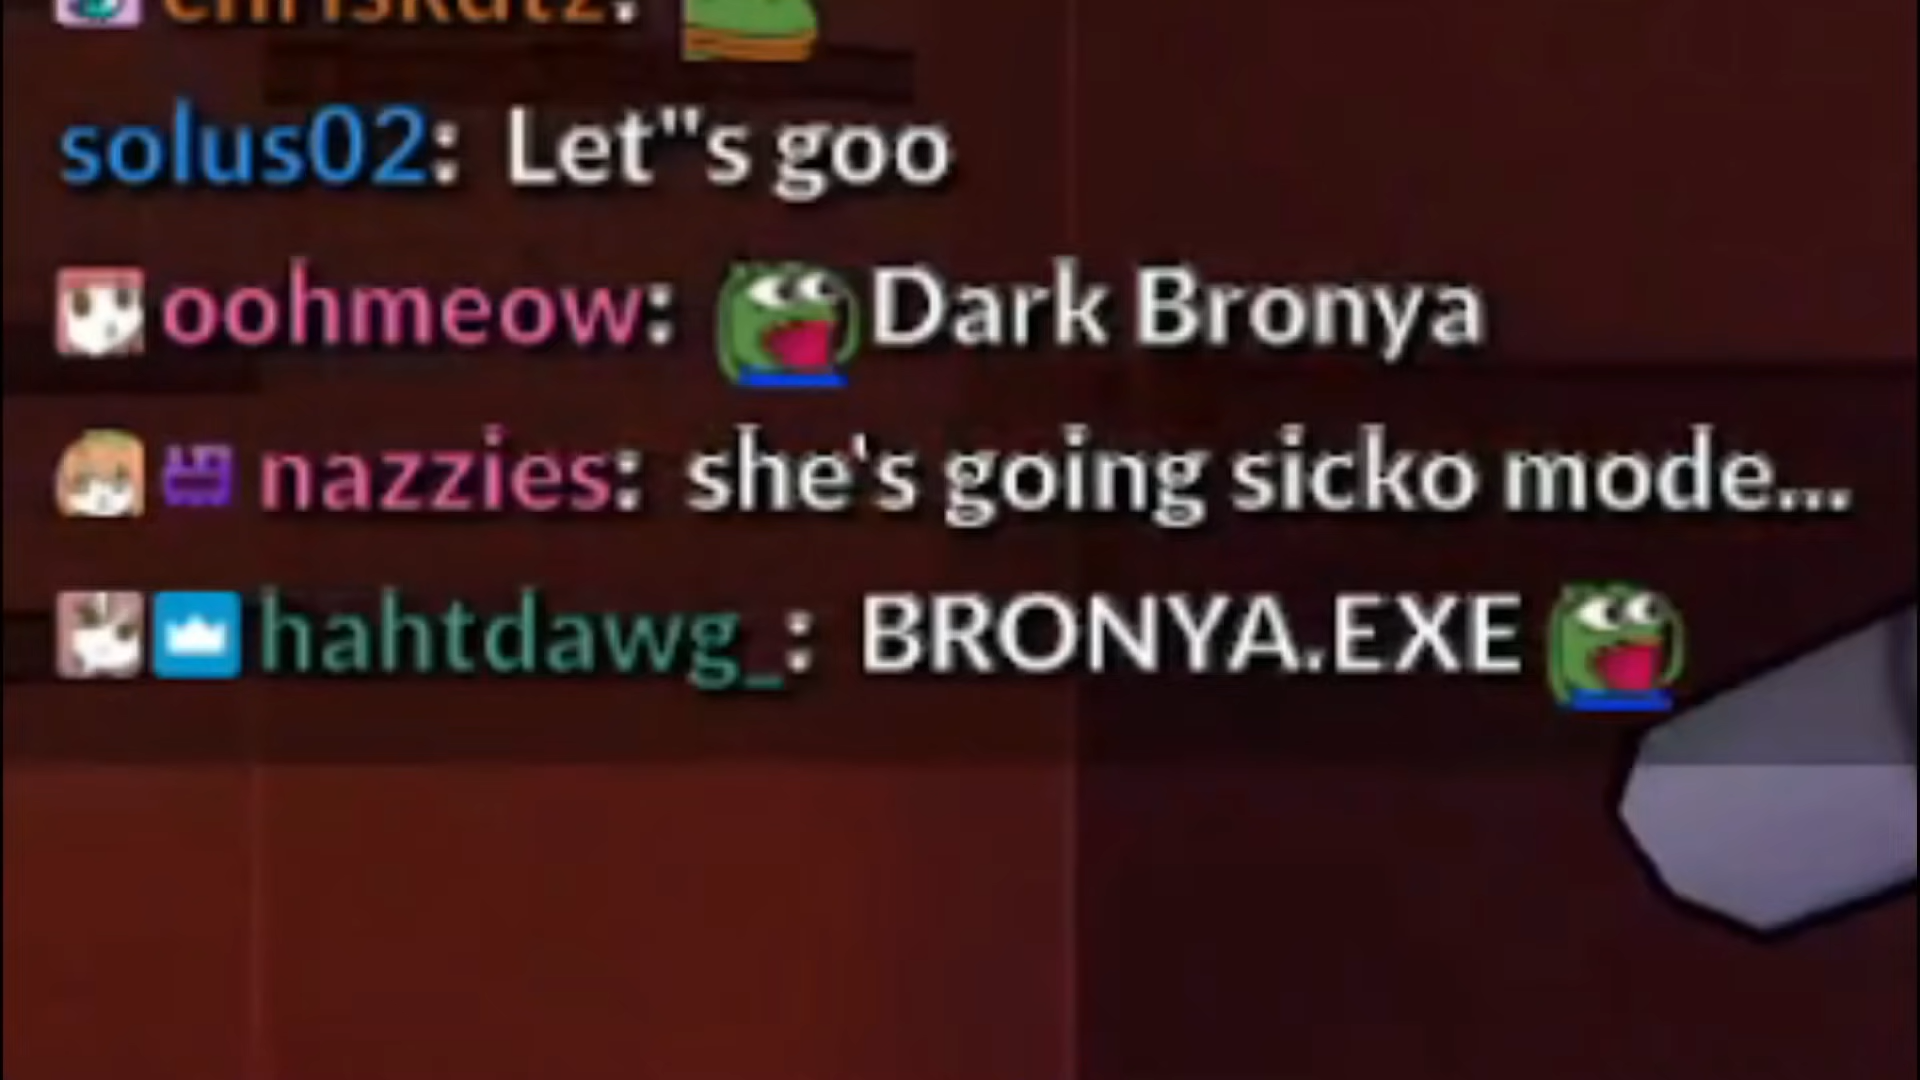 solus02: Let"s goo
oohmeow: Dark Bronya
nazzies: she's going sicko mode...
hahtdawg_: BRONYA.EXE